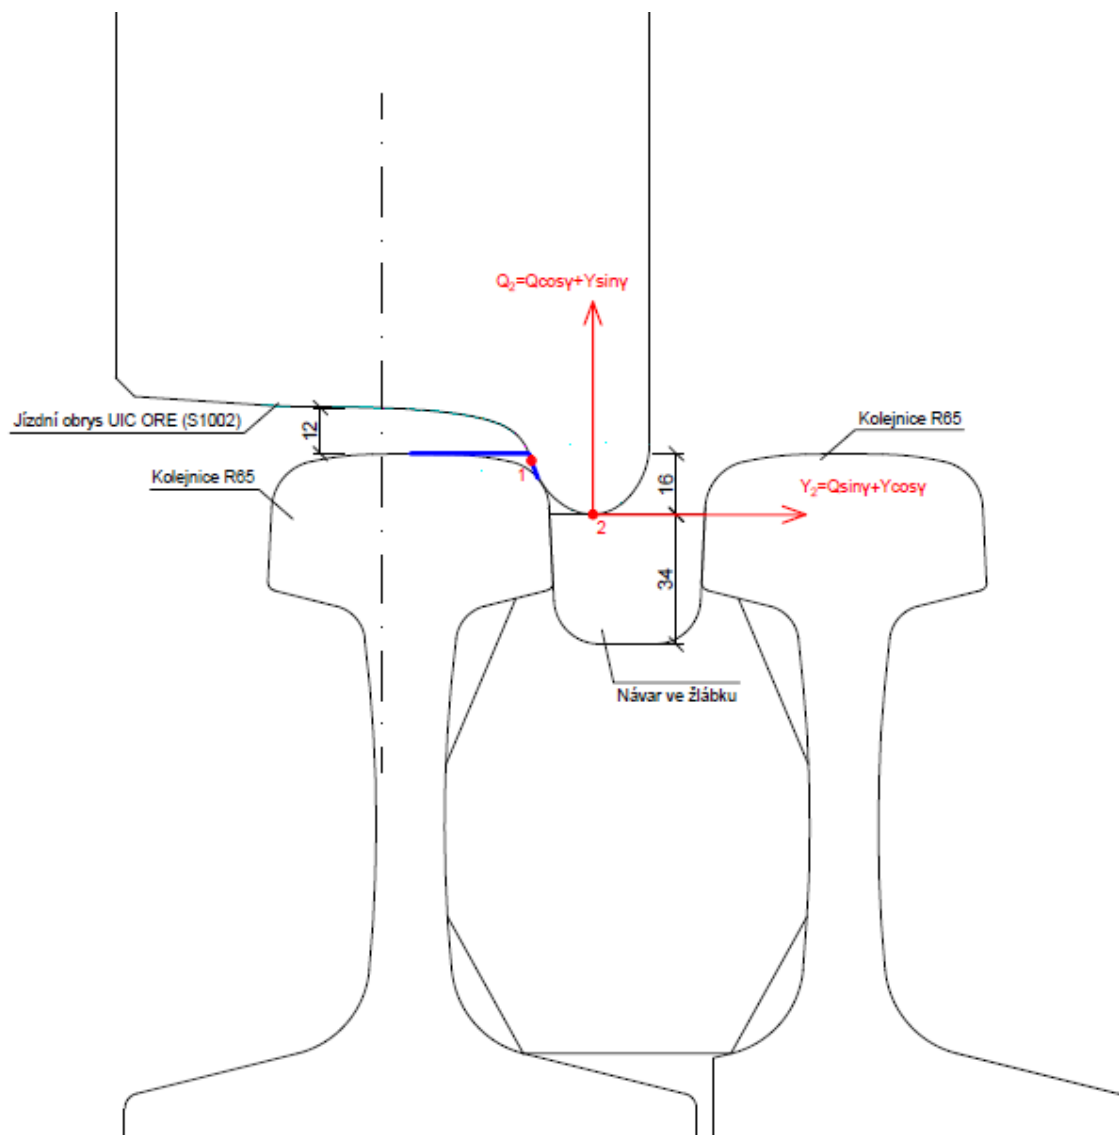 Q₂=Qcosγ+Ysinγ
Jízdní obrys UIC ORE (S1002)
12
Kolejnice R65
Kolejnice R65
1
16
Y₂=Qsinγ+Ycosγ
2
34
Návar ve žlábku